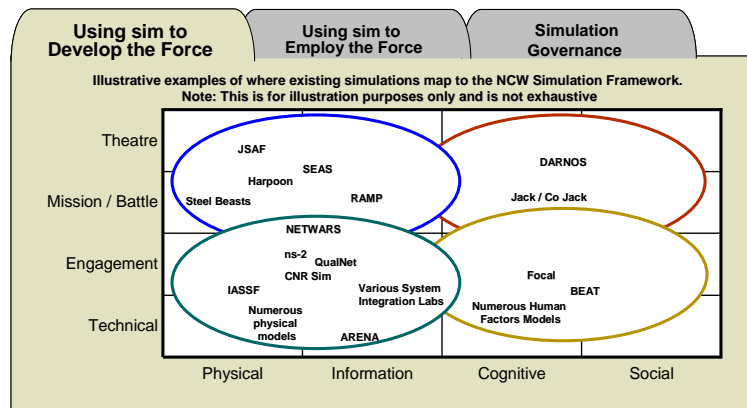 Using sim to
Develop the Force
Using sim to
Employ the Force
Simulation
Governance
Illustrative examples of where existing simulations map to the NCW Simulation Framework.
Note: This is for illustration purposes only and is not exhaustive
Theatre
JSAF
SEAS
DARNOS
Harpoon
Mission / Battle
Steel Beasts
RAMP
Jack / Co Jack
NETWARS
ns-2
QualNet
Engagement
CNR Sim
Focal
IASSF
Various System
Integration Labs
BEAT
Numerous
physical
models
Numerous Human
Factors Models
Technical
ARENA
Physical
Information
Cognitive
Social